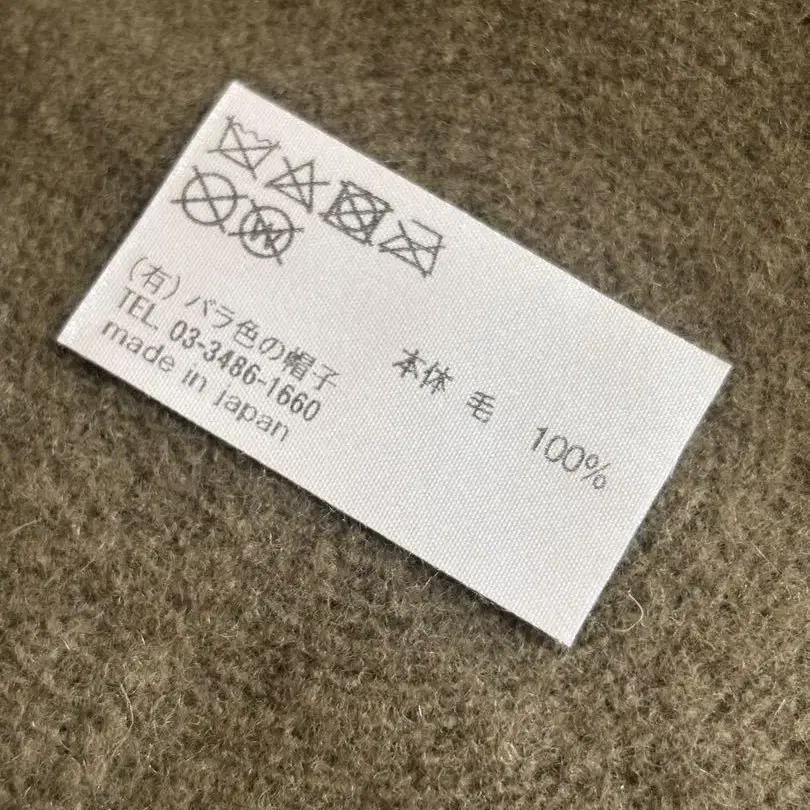 (有)バラ色の帽子
TEL. 03-3486-1660
made in japan
本体 毛 100%